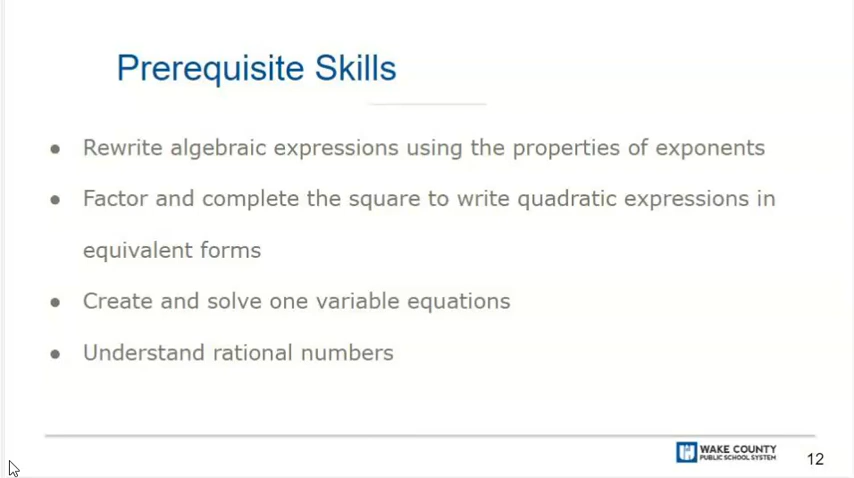 Prerequisite Skills
● Rewrite algebraic expressions using the properties of exponents
● Factor and complete the square to write quadratic expressions in
equivalent forms
● Create and solve one variable equations
● Understand rational numbers
WAKE COUNTY
PUBLIC SCHOOL SYSTEM
12